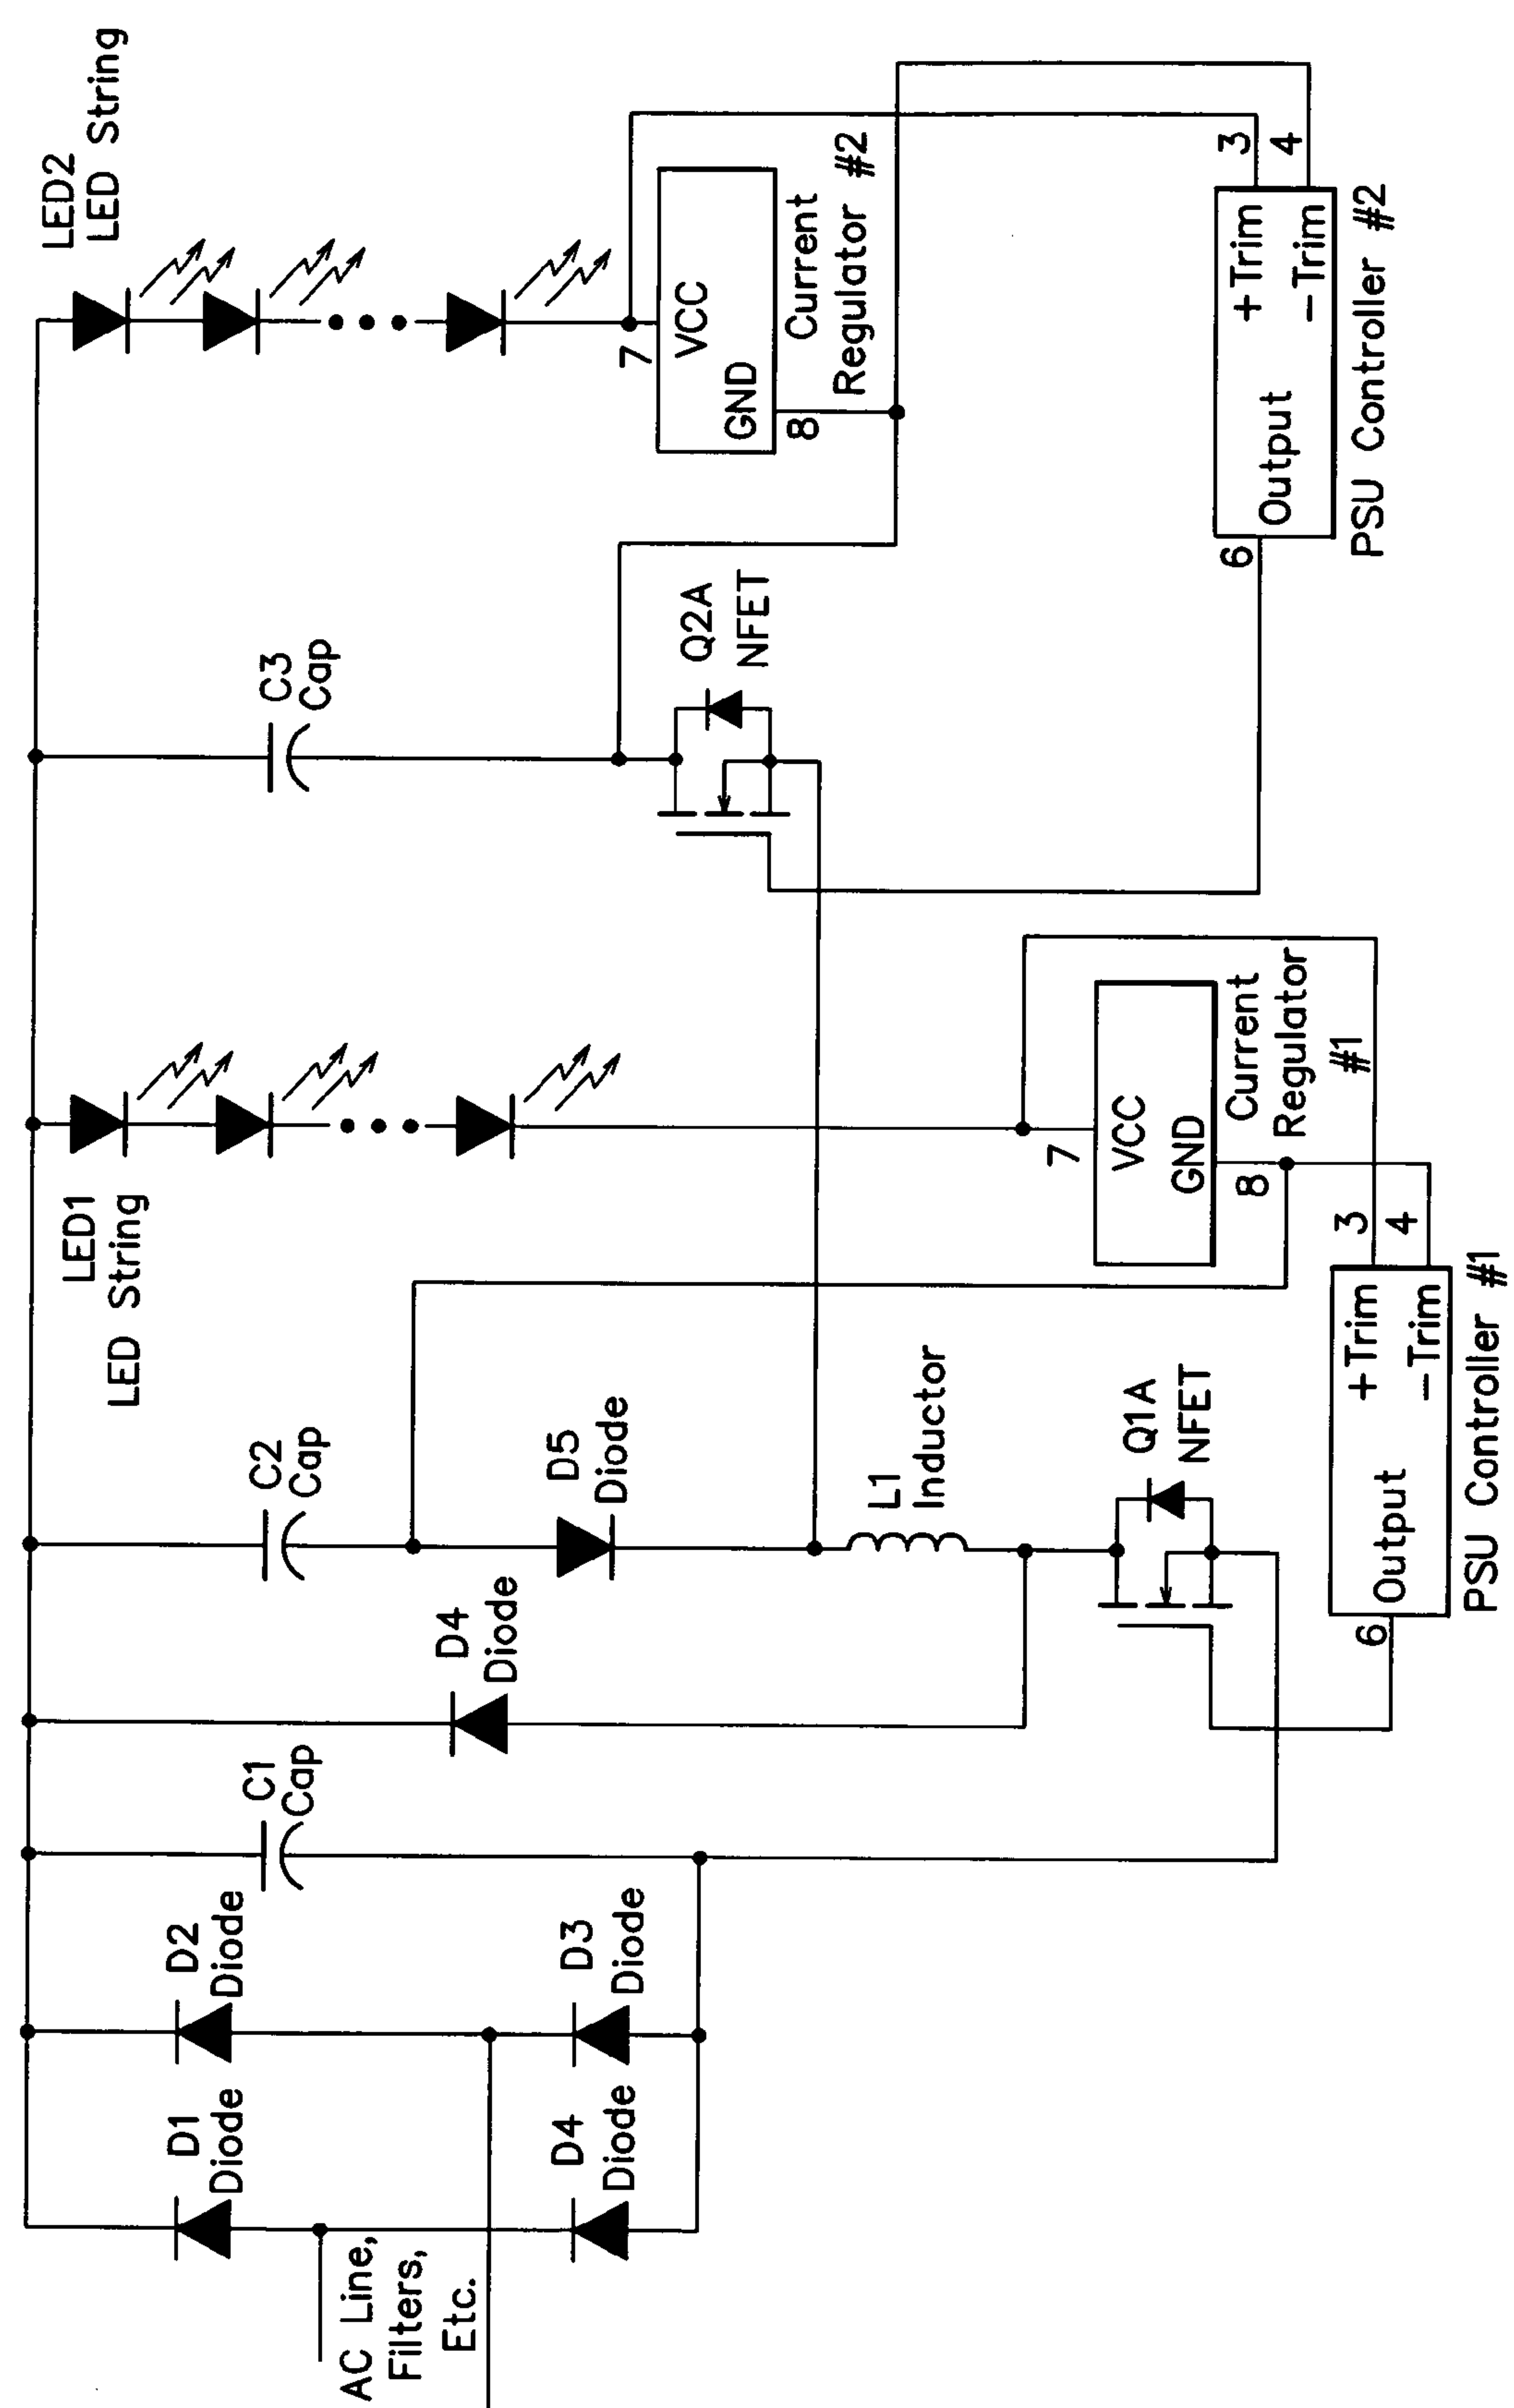 AC Line,
Filters,
Etc.
D1
Diode
D4
Diode
D2
Diode
D3
Diode
C1
Cap
D4
Diode
C2
Cap
D5
Diode
L1
Inductor
Q1A
NFET
6
Output
+Trim
-Trim
3
4
PSU Controller #1
LED1
LED String
7
VCC
GND
8
Current
Regulator
#1
C3
Cap
Q2A
NFET
LED2
LED String
7
VCC
GND
8
Current
Regulator #2
6
Output
+Trim
-Trim
3
4
PSU Controller #2